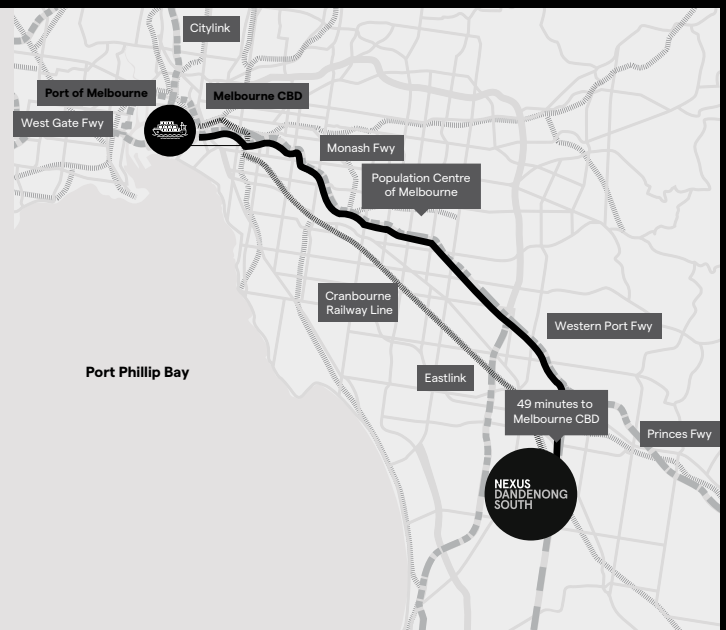 Citylink
Port of Melbourne
Melbourne CBD
West Gate Fwy
Monash Fwy
Population Centre
of Melbourne
Cranbourne
Railway Line
Western Port Fwy
Port Phillip Bay
Eastlink
49 minutes to
Melbourne CBD
Princes Fwy
NEXUS
DANDENONG
SOUTH